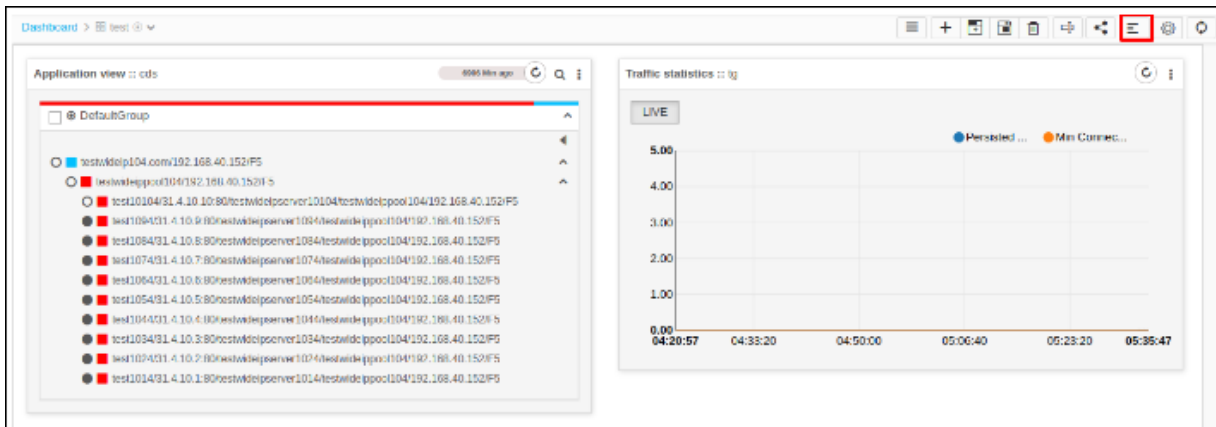 Dashboard > test
Application view :: cds
6995 Min ago
DefaultGroup
testwideip104.com/192.168.40.152/F5
testwideippool104/192.168.40.152/F5
test10104/31.4.10.10:80/testwideipserver10104/testwideippool104/192.168.40.152/F5
test1094/31.4.10.9:80/testwideipserver1094/testwideippool104/192.168.40.152/F5
test1084/31.4.10.8:80/testwideipserver1084/testwideippool104/192.168.40.152/F5
test1074/31.4.10.7:80/testwideipserver1074/testwideippool104/192.168.40.152/F5
test1064/31.4.10.6:80/testwideipserver1064/testwideippool104/192.168.40.152/F5
test1054/31.4.10.5:80/testwideipserver1054/testwideippool104/192.168.40.152/F5
test1044/31.4.10.4:80/testwideipserver1044/testwideippool104/192.168.40.152/F5
test1034/31.4.10.3:80/testwideipserver1034/testwideippool104/192.168.40.152/F5
test1024/31.4.10.2:80/testwideipserver1024/testwideippool104/192.168.40.152/F5
test1014/31.4.10.1:80/testwideipserver1014/testwideippool104/192.168.40.152/F5
Traffic statistics :: tg
LIVE
Persisted ... Min Connec...
5.00
4.00
3.00
2.00
1.00
0.00
04:20:57 04:33:20 04:50:00 05:06:40 05:23:20 05:35:47